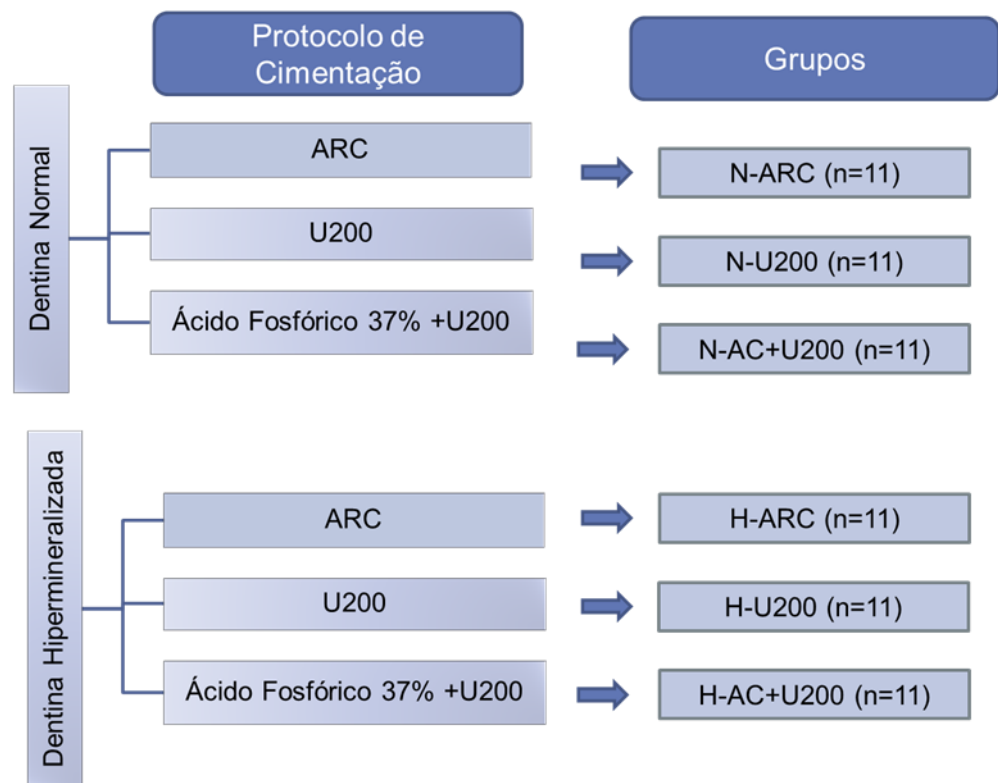 Protocolo de
Cimentação
Grupos
Dentina Normal
ARC
N-ARC (n=11)
U200
N-U200 (n=11)
Ácido Fosfórico 37% +U200
N-AC+U200 (n=11)
Dentina Hipermineralizada
ARC
H-ARC (n=11)
U200
H-U200 (n=11)
Ácido Fosfórico 37% +U200
H-AC+U200 (n=11)